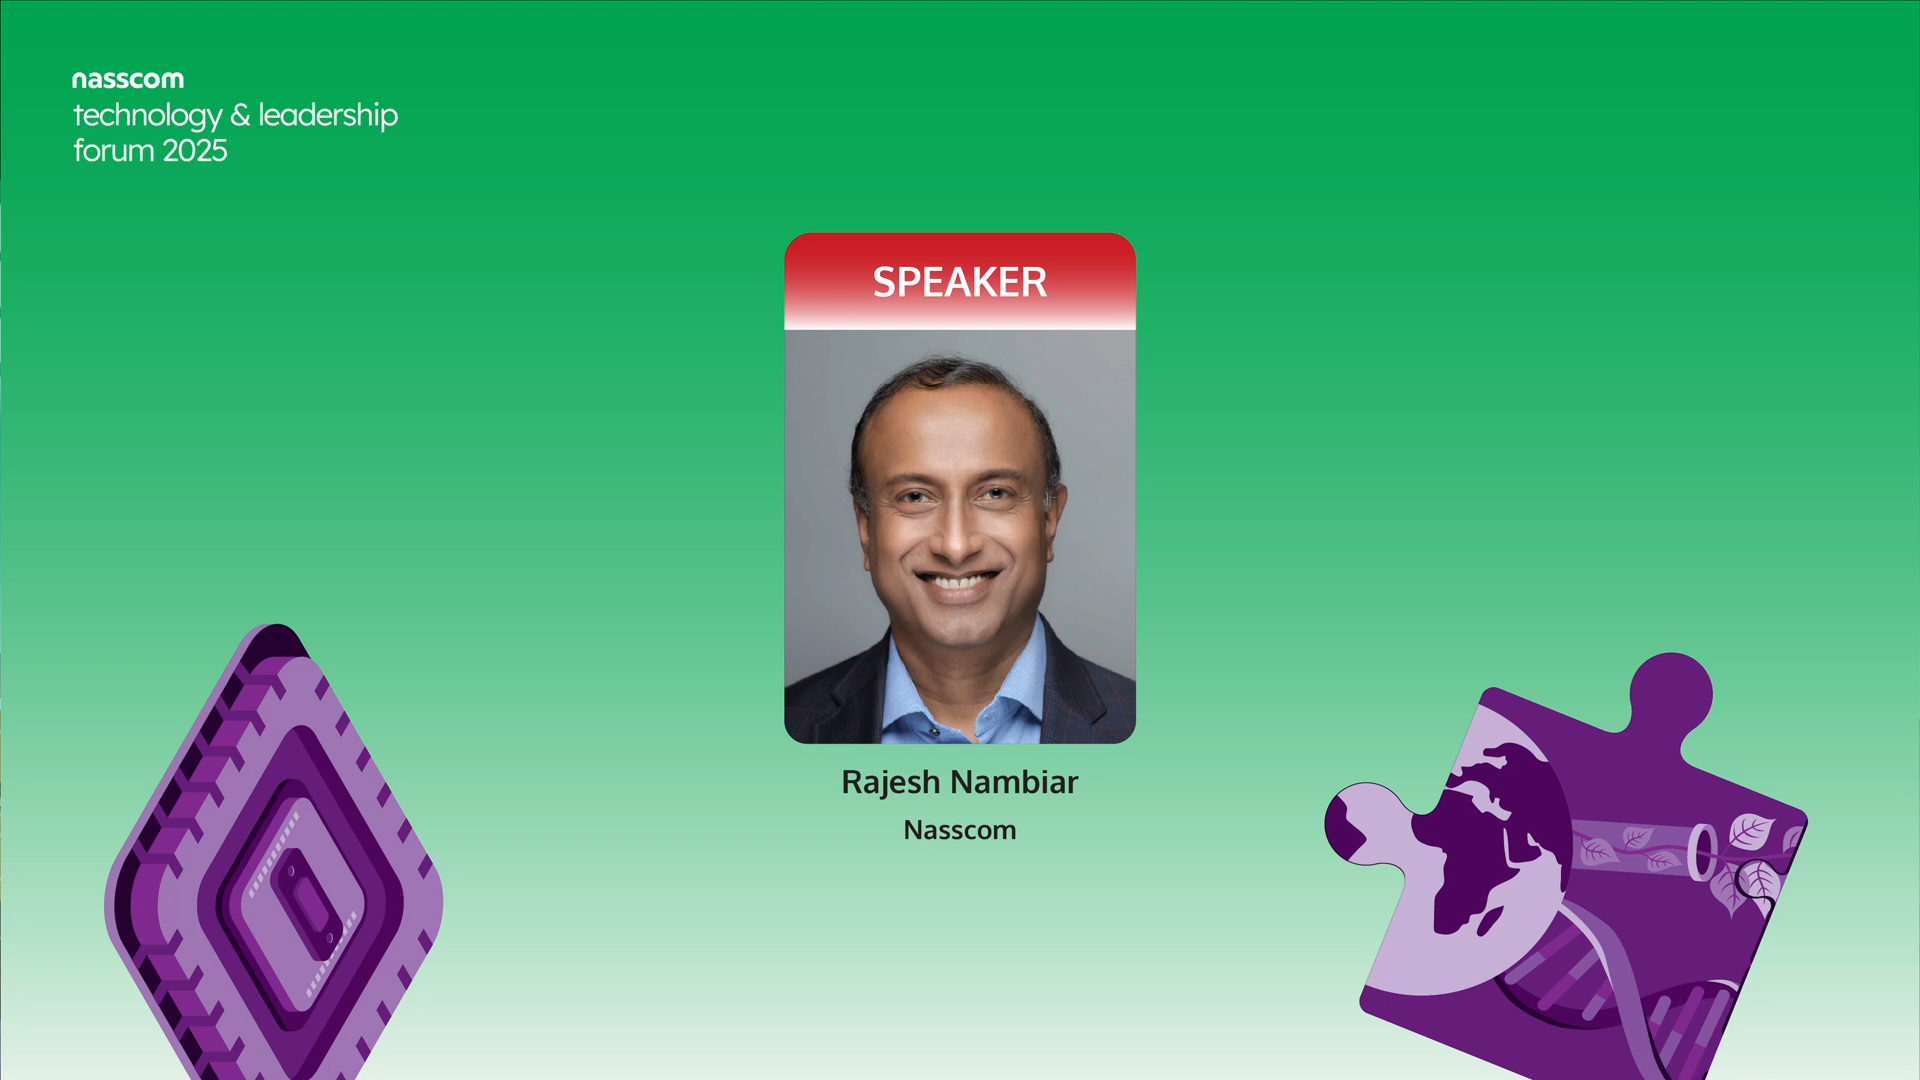 nasscom
technology & leadership
forum 2025
SPEAKER
Rajesh Nambiar
Nasscom